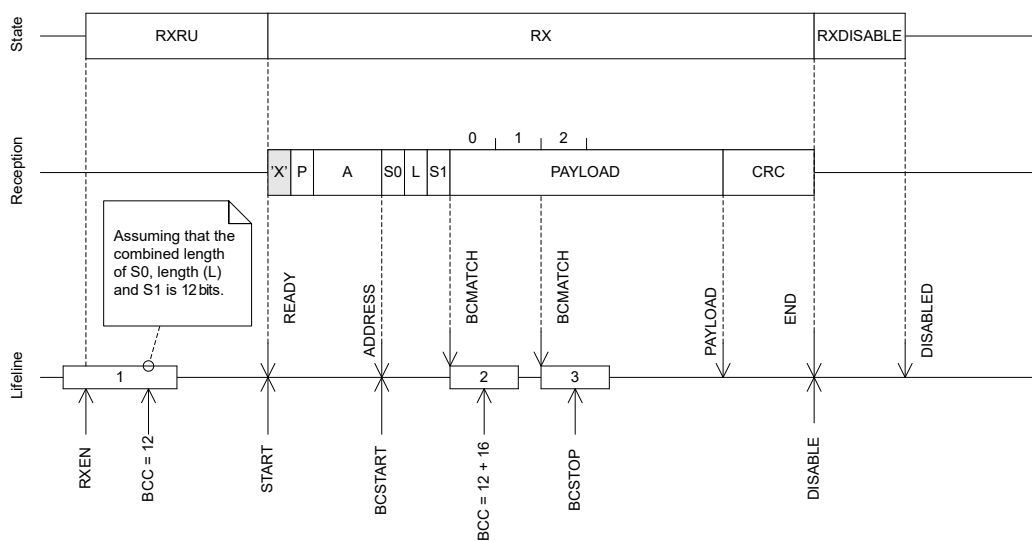 State
RXRU
RX
RXDISABLE
Reception
0
1
2
'X'
P
A
S0
L
S1
PAYLOAD
CRC
Assuming that the
combined length
of S0, length (L)
and S1 is 12 bits.
READY
ADDRESS
BCMATCH
BCMATCH
PAYLOAD
END
DISABLED
Lifeline
1
2
3
RXEN
BCC = 12
START
BCSTART
BCC = 12 + 16
BCSTOP
DISABLE